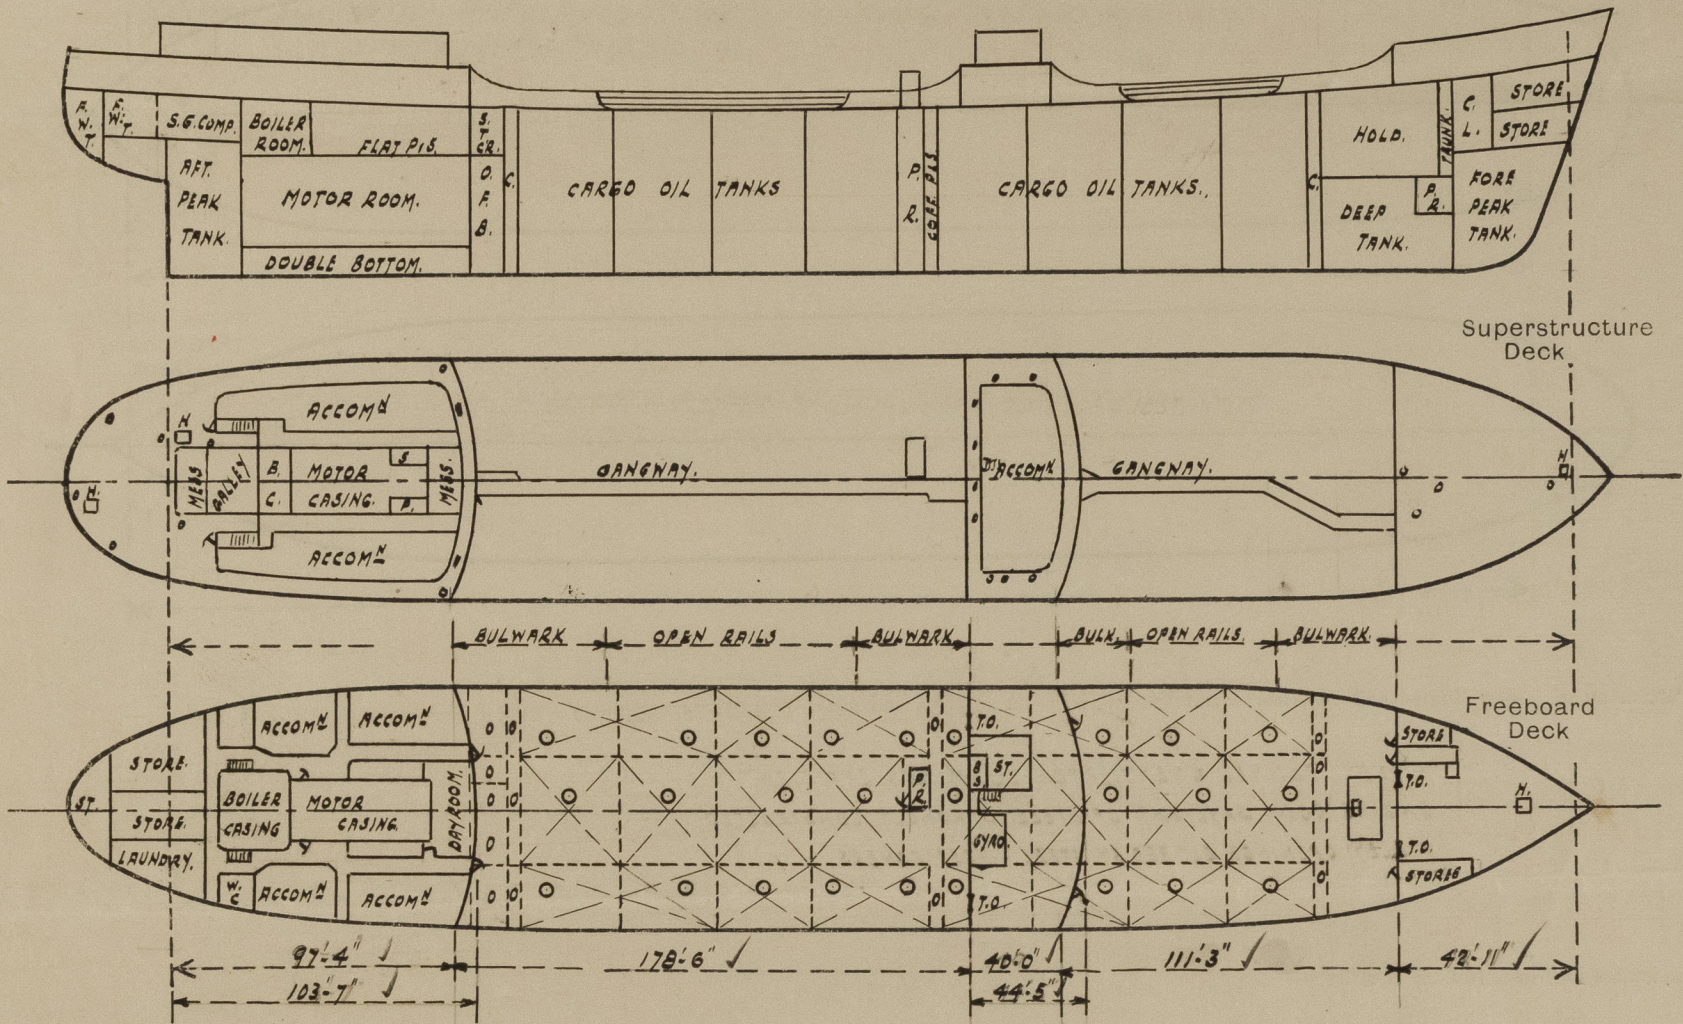 F.
W.
T.
F.
W.
T.
S.G.COMP.
BOILER
ROOM.
FLAT P&S.
S.
T
CR.
O.
F.
B.
AFT.
PEAK
TANK.
MOTOR ROOM.
DOUBLE BOTTOM.
C.
CARGO OIL TANKS
P.
R.
COFF. P&S.
CARGO OIL TANKS.
C.
HOLD.
TRUNK.
C.
L.
STORE
STORE
DEEP
TANK.
P.
R.
FORE
PEAK
TANK.
Superstructure
Deck
ACCOMN
H
MESS
GALLEY
B.
C.
MOTOR
CASING.
S
P.
MESS.
H.
ACCOMN
GANGWAY.
ACCOMN
GANGWAY.
H
BULWARK
OPEN RAILS
BULWARK
BULK.
OPEN RAILS.
BULWARK.
Freeboard
Deck
ST.
STORE.
STORE.
LAUNDRY.
ACCOMN
ACCOMN
BOILER
CASING
MOTOR
CASING.
DAYROOM.
W.
C
ACCOMN
ACCOMN
P.
R.
T.O.
B
S
ST.
GYRO
T.O.
STORE
T.O.
H.
T.O.
STORES
97'-4" ✓
178'-6" ✓
40'-0" ✓
111'-3" ✓
42'-11" ✓
103'-7" ✓
44'-5" ✓